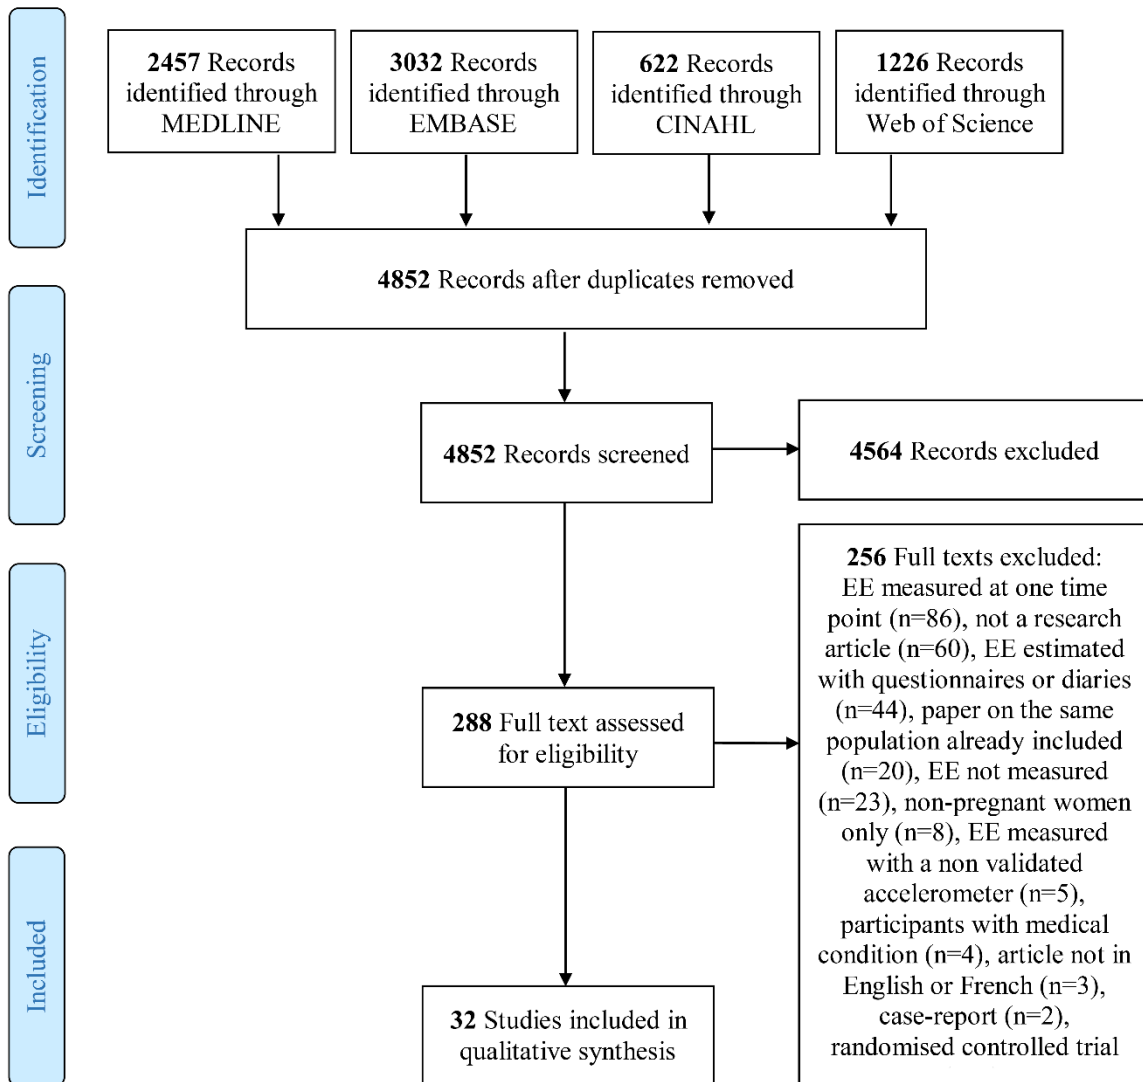 Identification
2457 Records
identified through
MEDLINE
3032 Records
identified through
EMBASE
622 Records
identified through
CINAHL
1226 Records
identified through
Web of Science
4852 Records after duplicates removed
Screening
4852 Records screened
4564 Records excluded
Eligibility
288 Full text assessed
for eligibility
256 Full texts excluded:
EE measured at one time
point (n=86), not a research
article (n=60), EE estimated
with questionnaires or diaries
(n=44), paper on the same
population already included
(n=20), EE not measured
(n=23), non-pregnant women
only (n=8), EE measured
with a non validated
accelerometer (n=5),
participants with medical
condition (n=4), article not in
English or French (n=3),
case-report (n=2),
randomised controlled trial
Included
32 Studies included in
qualitative synthesis